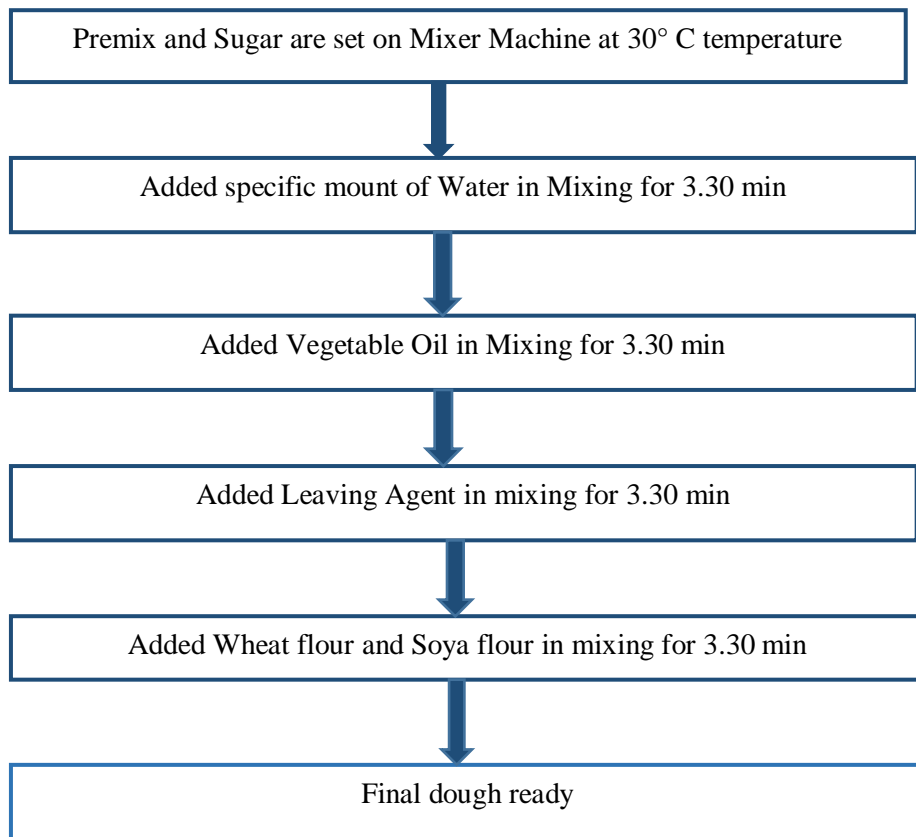 Premix and Sugar are set on Mixer Machine at 30° C temperature
Added specific mount of Water in Mixing for 3.30 min
Added Vegetable Oil in Mixing for 3.30 min
Added Leaving Agent in mixing for 3.30 min
Added Wheat flour and Soya flour in mixing for 3.30 min
Final dough ready